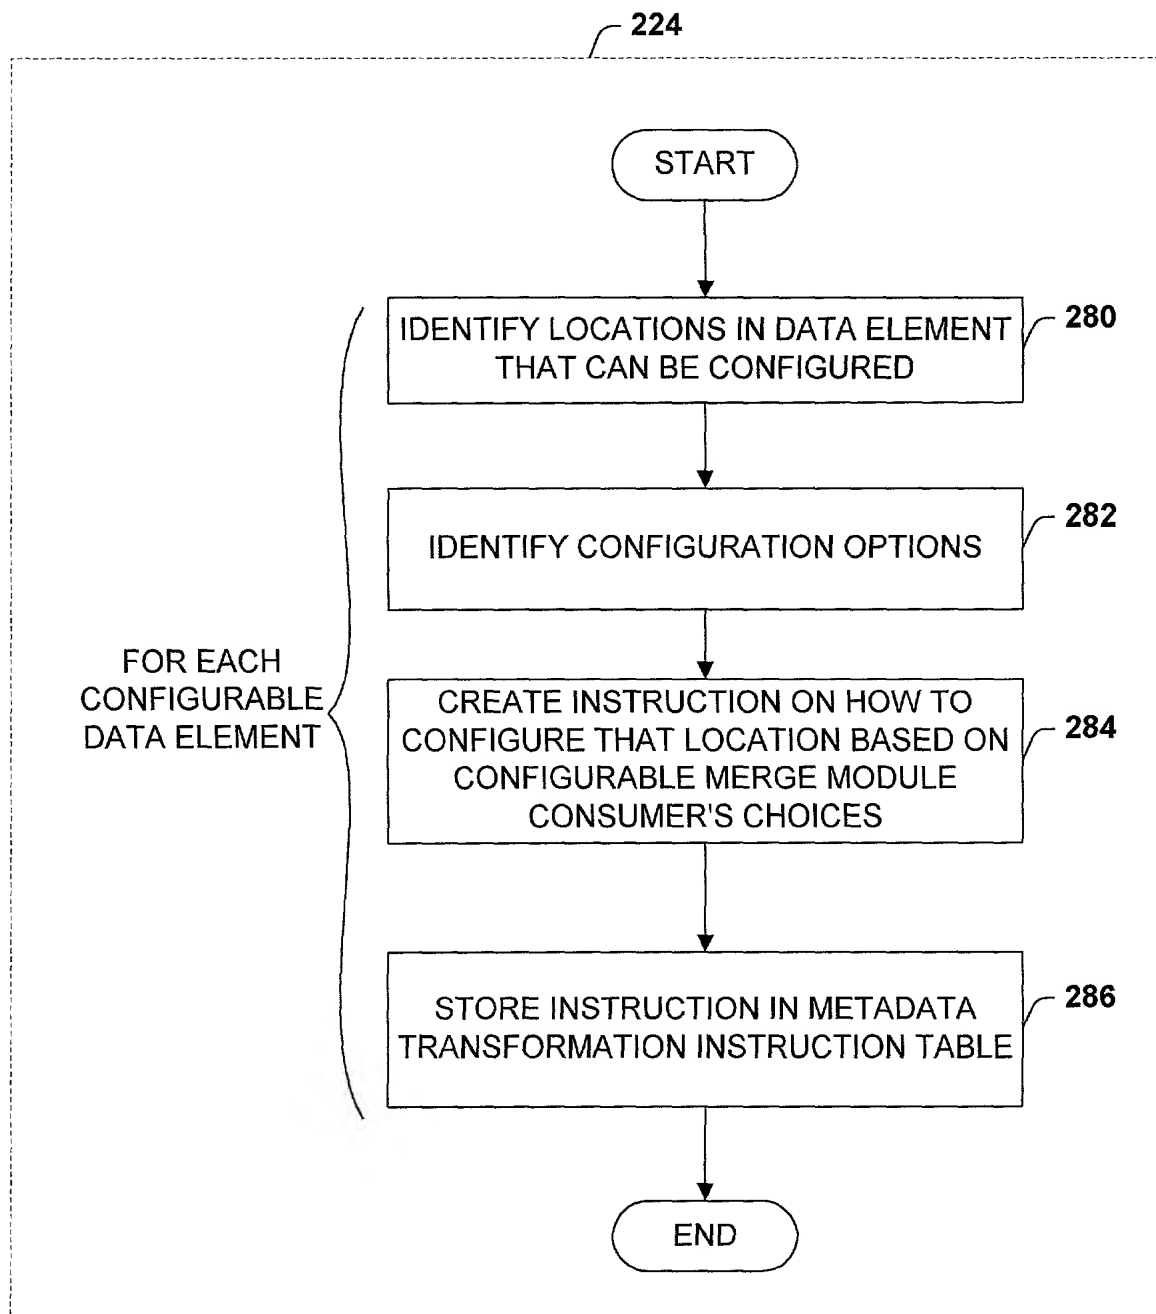 224
START
IDENTIFY LOCATIONS IN DATA ELEMENT
THAT CAN BE CONFIGURED
280
IDENTIFY CONFIGURATION OPTIONS
282
FOR EACH
CONFIGURABLE
DATA ELEMENT
CREATE INSTRUCTION ON HOW TO
CONFIGURE THAT LOCATION BASED ON
CONFIGURABLE MERGE MODULE
CONSUMER'S CHOICES
284
STORE INSTRUCTION IN METADATA
TRANSFORMATION INSTRUCTION TABLE
286
END